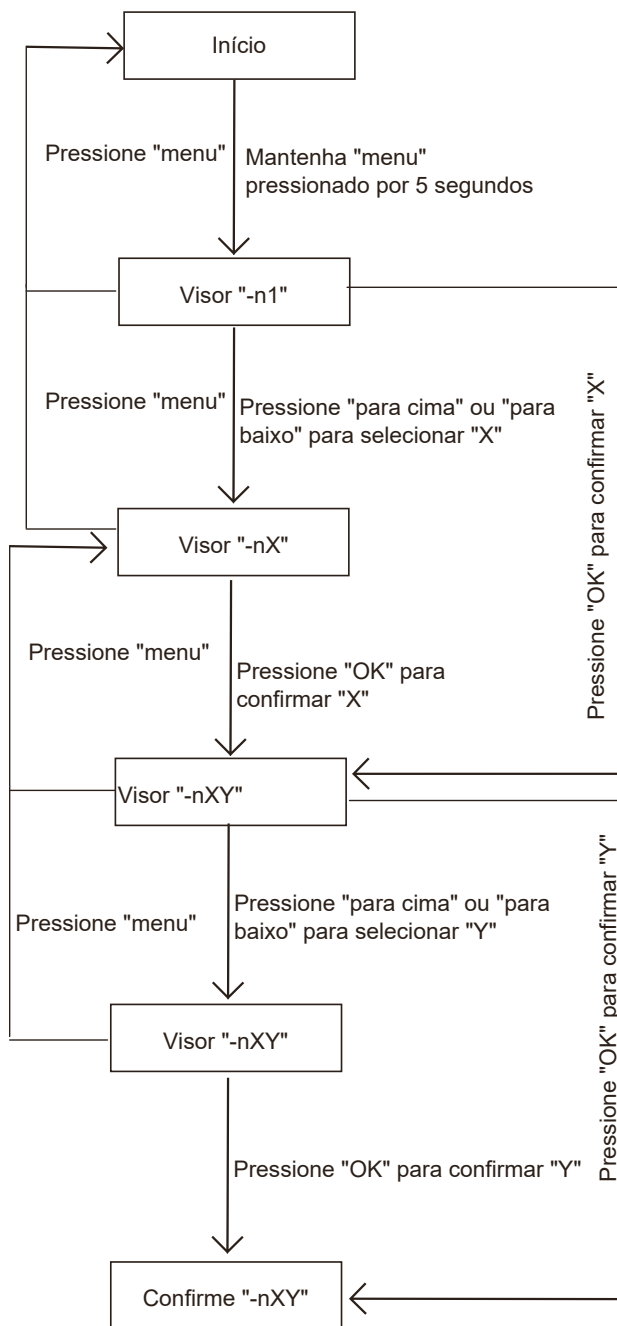 Início
Pressione "menu"
Mantenha "menu"
pressionado por 5 segundos
Visor "-n1"
Pressione "menu"
Pressione "para cima" ou "para
baixo" para selecionar "X"
Pressione "OK" para confirmar "X"
Visor "-nX"
Pressione "menu"
Pressione "OK" para
confirmar "X"
Visor "-nXY"
Pressione "menu"
Pressione "para cima" ou "para
baixo" para selecionar "Y"
Pressione "OK" para confirmar "Y"
Visor "-nXY"
Pressione "OK" para confirmar "Y"
Confirme "-nXY"